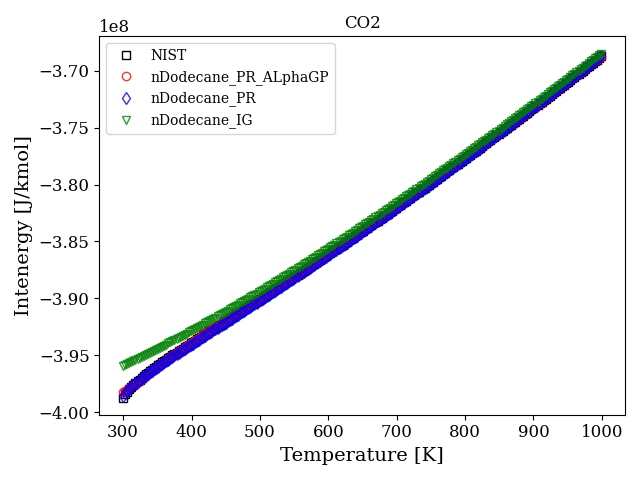 CO2
1e8
NIST
nDodecane_PR_ALphaGP
nDodecane_PR
nDodecane_IG
−3.70
−3.75
−3.80
−3.85
−3.90
−3.95
−4.00
Intenergy [J/kmol]
300 400 500 600 700 800 900 1000
Temperature [K]